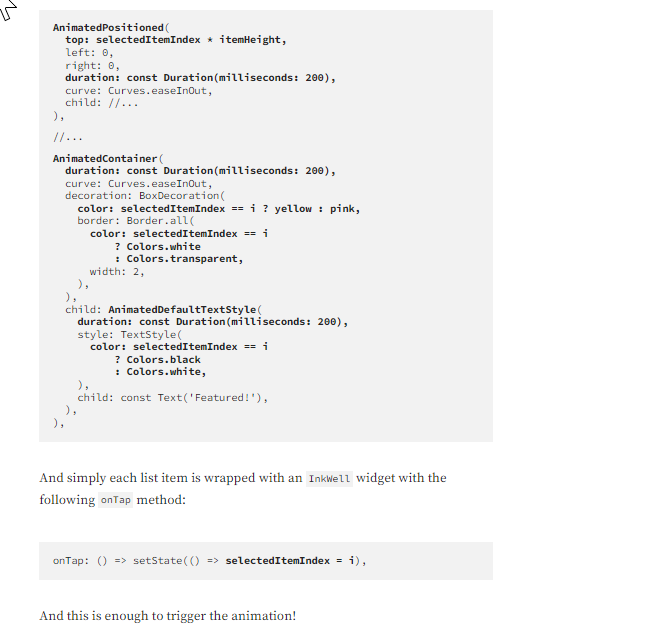 AnimatedPositioned(
  top: selectedItemIndex * itemHeight,
  left: 0,
  right: 0,
  duration: const Duration(milliseconds: 200),
  curve: Curves.easeInOut,
  child: //...
),
//...
AnimatedContainer(
  duration: const Duration(milliseconds: 200),
  curve: Curves.easeInOut,
  decoration: BoxDecoration(
    color: selectedItemIndex == i ? yellow : pink,
    border: Border.all(
      color: selectedItemIndex == i
          ? Colors.white
          : Colors.transparent,
      width: 2,
    ),
  ),
  child: AnimatedDefaultTextStyle(
    duration: const Duration(milliseconds: 200),
    style: TextStyle(
      color: selectedItemIndex == i
          ? Colors.black
          : Colors.white,
    ),
    child: const Text('Featured!'),
  ),
),
And simply each list item is wrapped with an InkWell widget with the
following onTap method:
onTap: () => setState(() => selectedItemIndex = i),
And this is enough to trigger the animation!